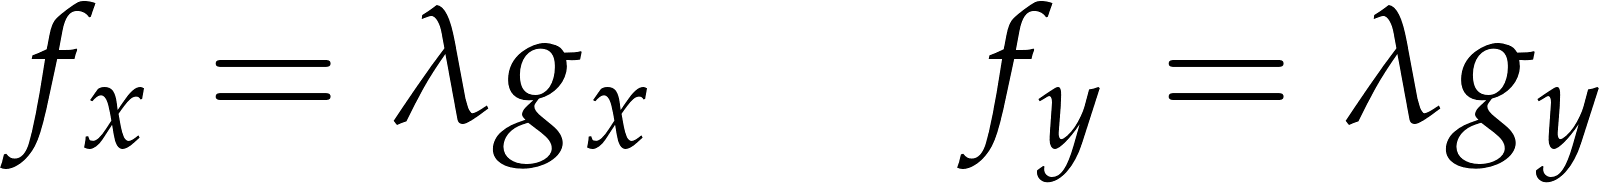 f_x = λg_x f_y = λg_y